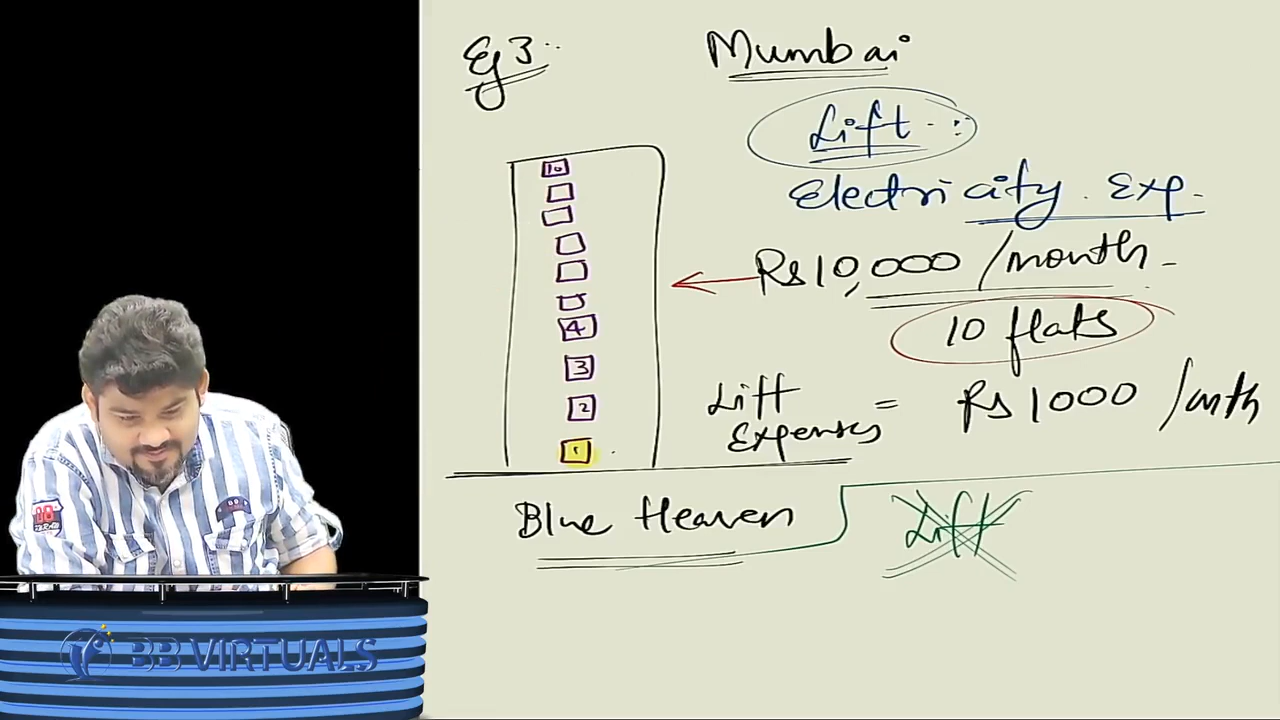 Eg 3:
Mumbai
Lift
Electricity Exp.
Rs 10,000 /month
10 flats
Lift Expenses = Rs 1000 /mth
10
4
3
2
1
Blue Heaven
Lift
BB VIRTUALS